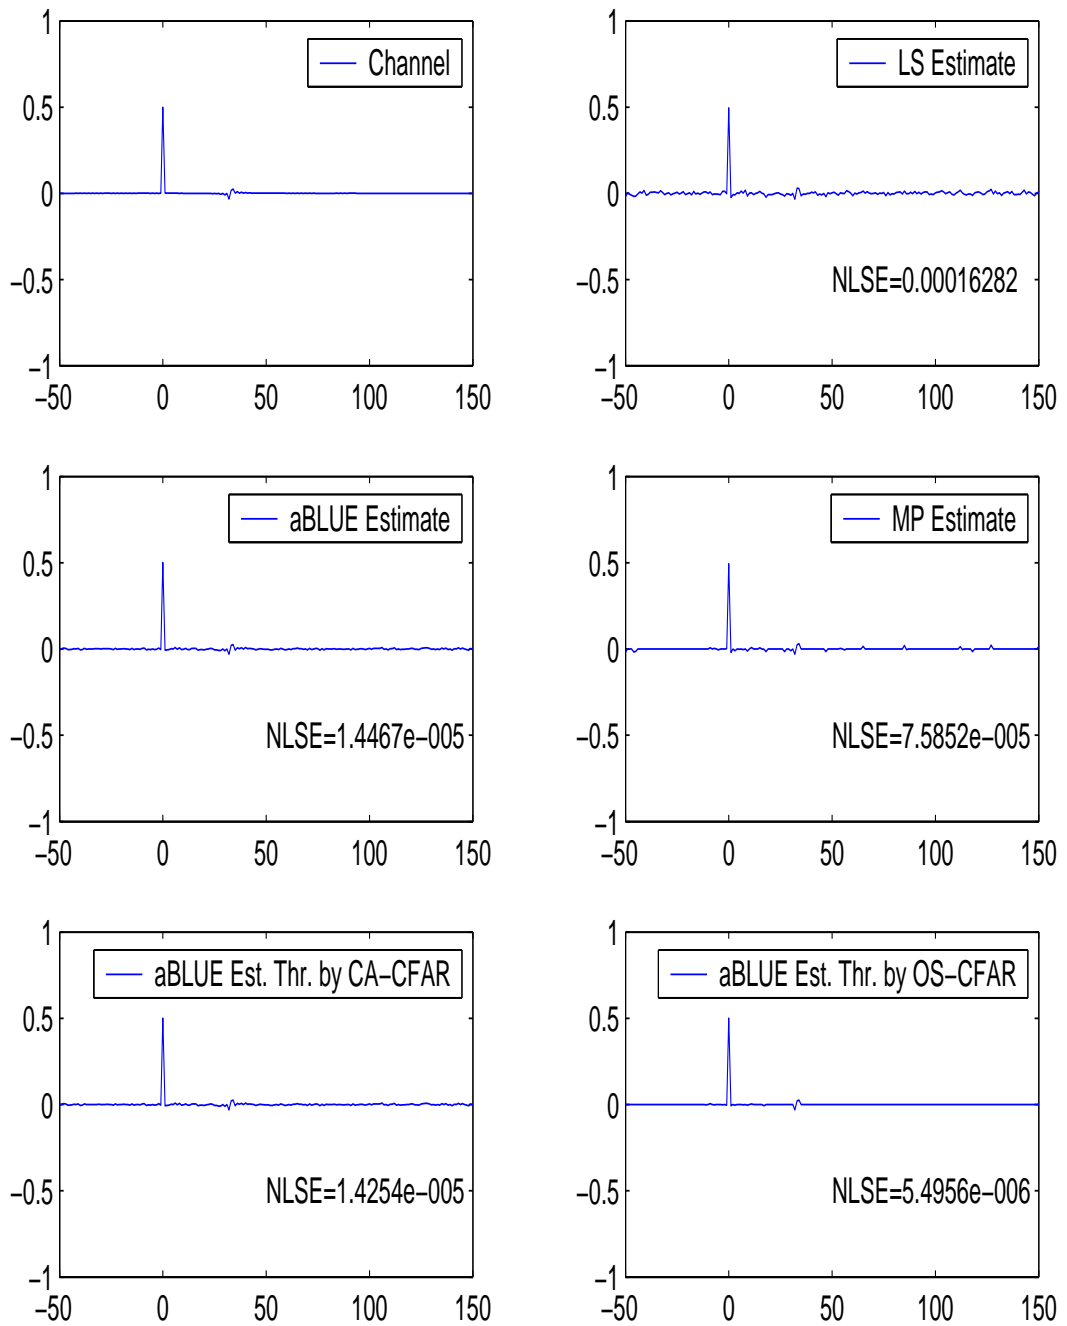 1
0.5
0
−0.5
−1
−50 0 50 100 150
Channel
1
0.5
0
−0.5
−1
−50 0 50 100 150
LS Estimate
NLSE=0.00016282
1
0.5
0
−0.5
−1
−50 0 50 100 150
aBLUE Estimate
NLSE=1.4467e−005
1
0.5
0
−0.5
−1
−50 0 50 100 150
MP Estimate
NLSE=7.5852e−005
1
0.5
0
−0.5
−1
−50 0 50 100 150
aBLUE Est. Thr. by CA−CFAR
NLSE=1.4254e−005
1
0.5
0
−0.5
−1
−50 0 50 100 150
aBLUE Est. Thr. by OS−CFAR
NLSE=5.4956e−006